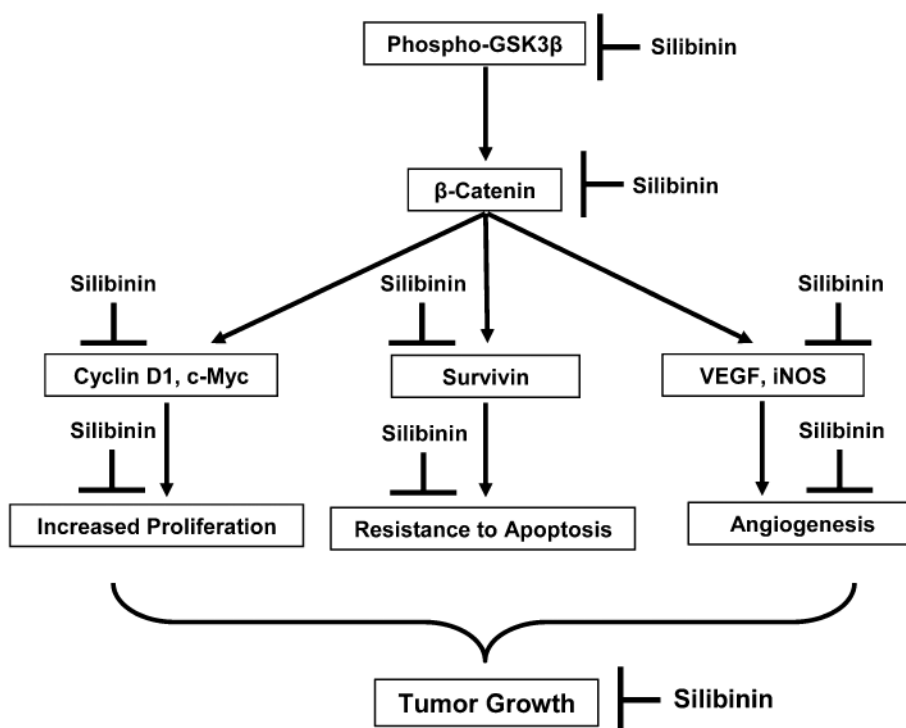 Phospho-GSK3β
Silibinin
β-Catenin
Silibinin
Silibinin
Silibinin
Silibinin
Cyclin D1, c-Myc
Survivin
VEGF, iNOS
Silibinin
Silibinin
Silibinin
Increased Proliferation
Resistance to Apoptosis
Angiogenesis
Tumor Growth
Silibinin